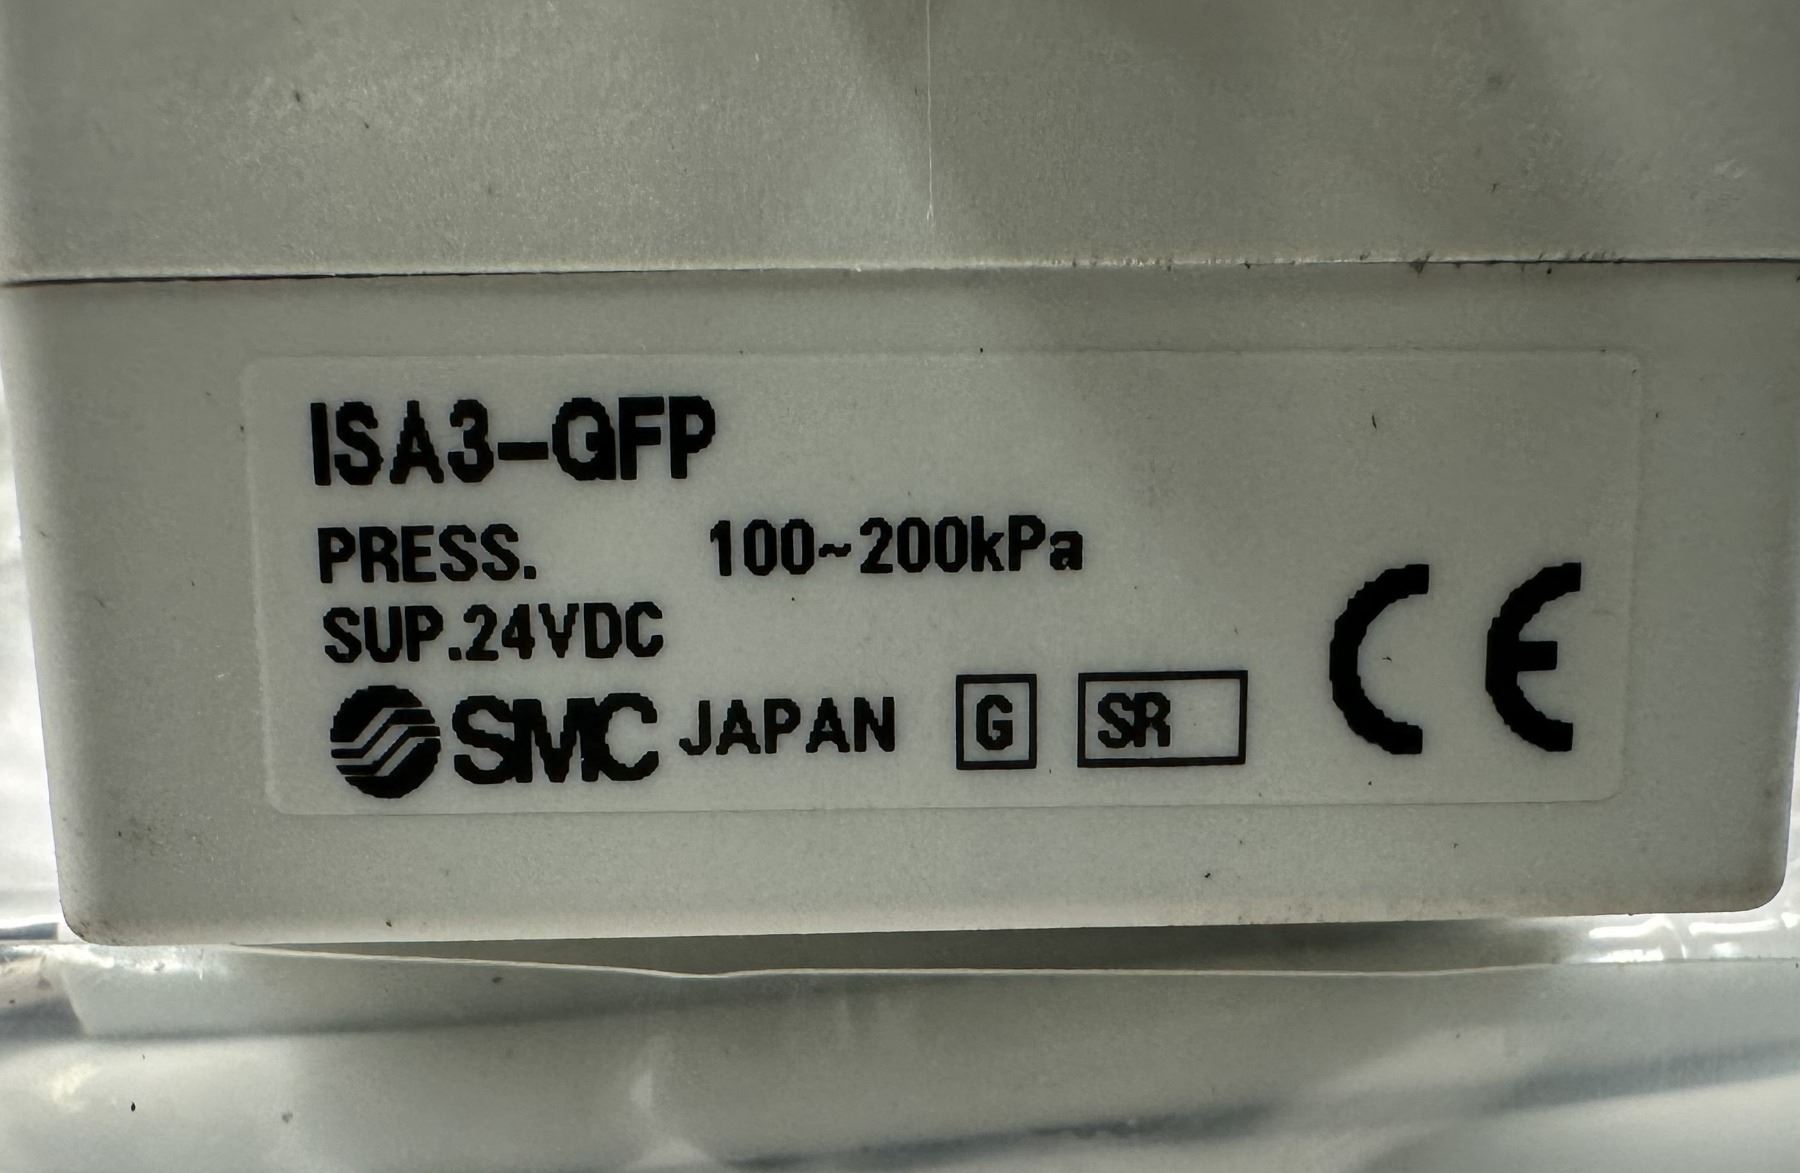 ISA3-GFP
PRESS. 100~200kPa
SUP.24VDC
SMC JAPAN G SR CE